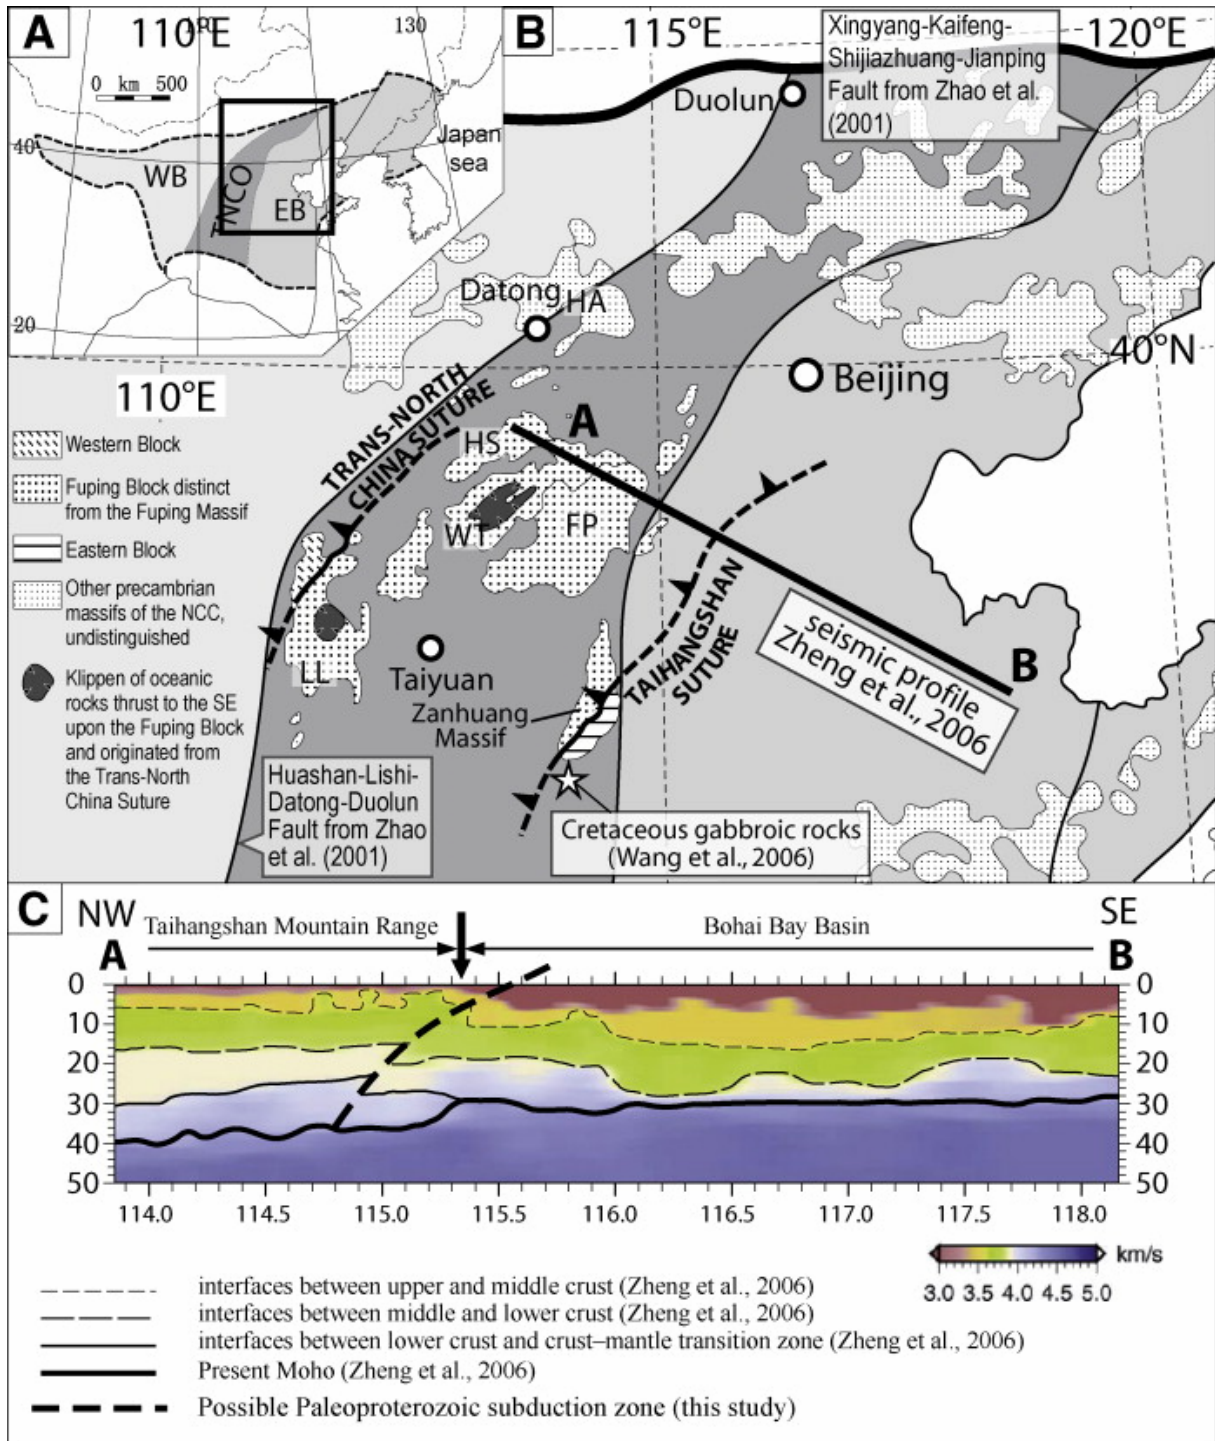 A
110°E
110
130
0 km 500
40
WB
TNCO
EB
Japan
sea
20
B
115°E
120°E
Xingyang-Kaifeng-
Shijiazhuang-Jianping
Fault from Zhao et al.
(2001)
Duolun
Datong
HA
40°N
Beijing
110°E
TRANS-NORTH
CHINA SUTURE
A
HS
WT
FP
LL
Taiyuan
Zanhuang
Massif
TAIHANGSHAN
SUTURE
seismic profile
Zheng et al., 2006
B
Western Block
Fuping Block distinct
from the Fuping Massif
Eastern Block
Other precambrian
massifs of the NCC,
undistinguished
Klippen of oceanic
rocks thrust to the SE
upon the Fuping Block
and originated from
the Trans-North
China Suture
Huashan-Lishi-
Datong-Duolun
Fault from Zhao
et al. (2001)
Cretaceous gabbroic rocks
(Wang et al., 2006)
C
NW
A
Taihangshan Mountain Range
Bohai Bay Basin
SE
B
0
10
20
30
40
50
0
10
20
30
40
50
114.0 114.5 115.0 115.5 116.0 116.5 117.0 117.5 118.0
km/s
3.0 3.5 4.0 4.5 5.0
interfaces between upper and middle crust (Zheng et al., 2006)
interfaces between middle and lower crust (Zheng et al., 2006)
interfaces between lower crust and crust–mantle transition zone (Zheng et al., 2006)
Present Moho (Zheng et al., 2006)
Possible Paleoproterozoic subduction zone (this study)